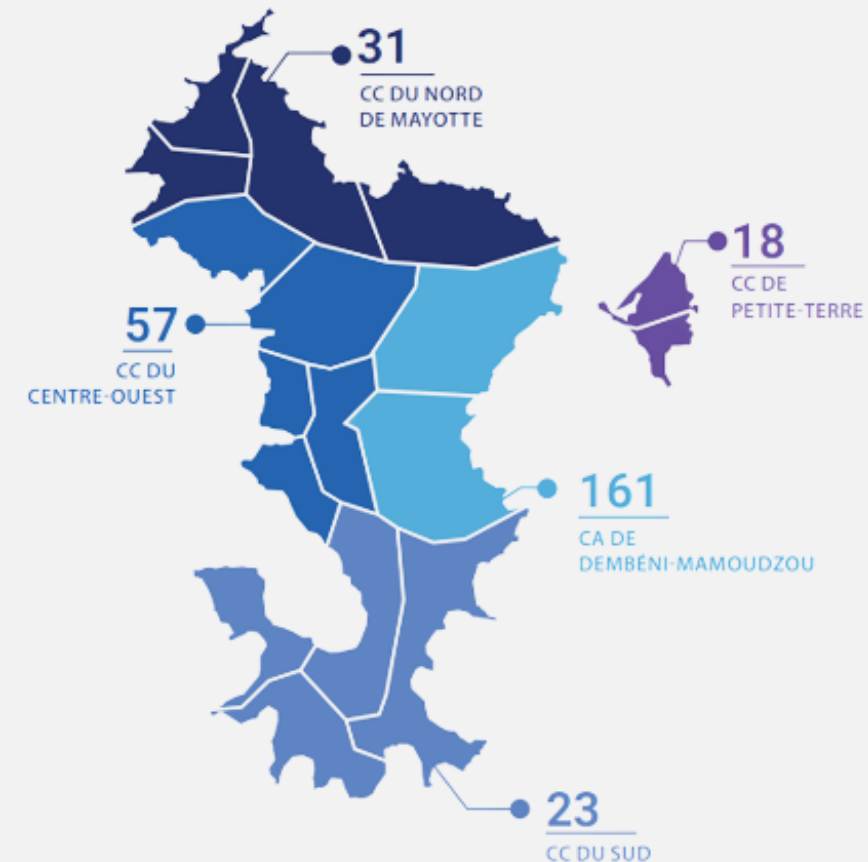 31
CC DU NORD
DE MAYOTTE
18
CC DE
PETITE-TERRE
57
CC DU
CENTRE-OUEST
161
CA DE
DEMBÉNI-MAMOUDZOU
23
CC DU SUD